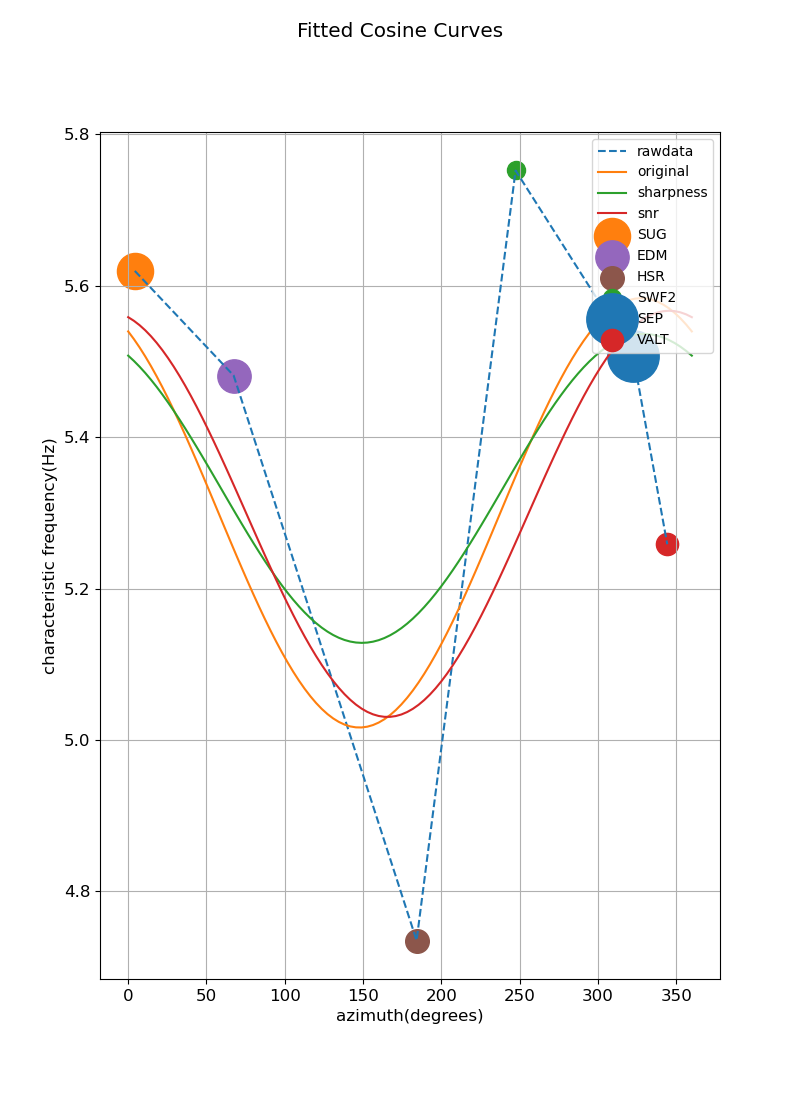 Fitted Cosine Curves
5.8
5.6
5.4
5.2
5.0
4.8
characteristic frequency(Hz)
rawdata
original
sharpness
snr
SUG
EDM
HSR
SWF2
SEP
VALT
0 50 100 150 200 250 300 350
azimuth(degrees)